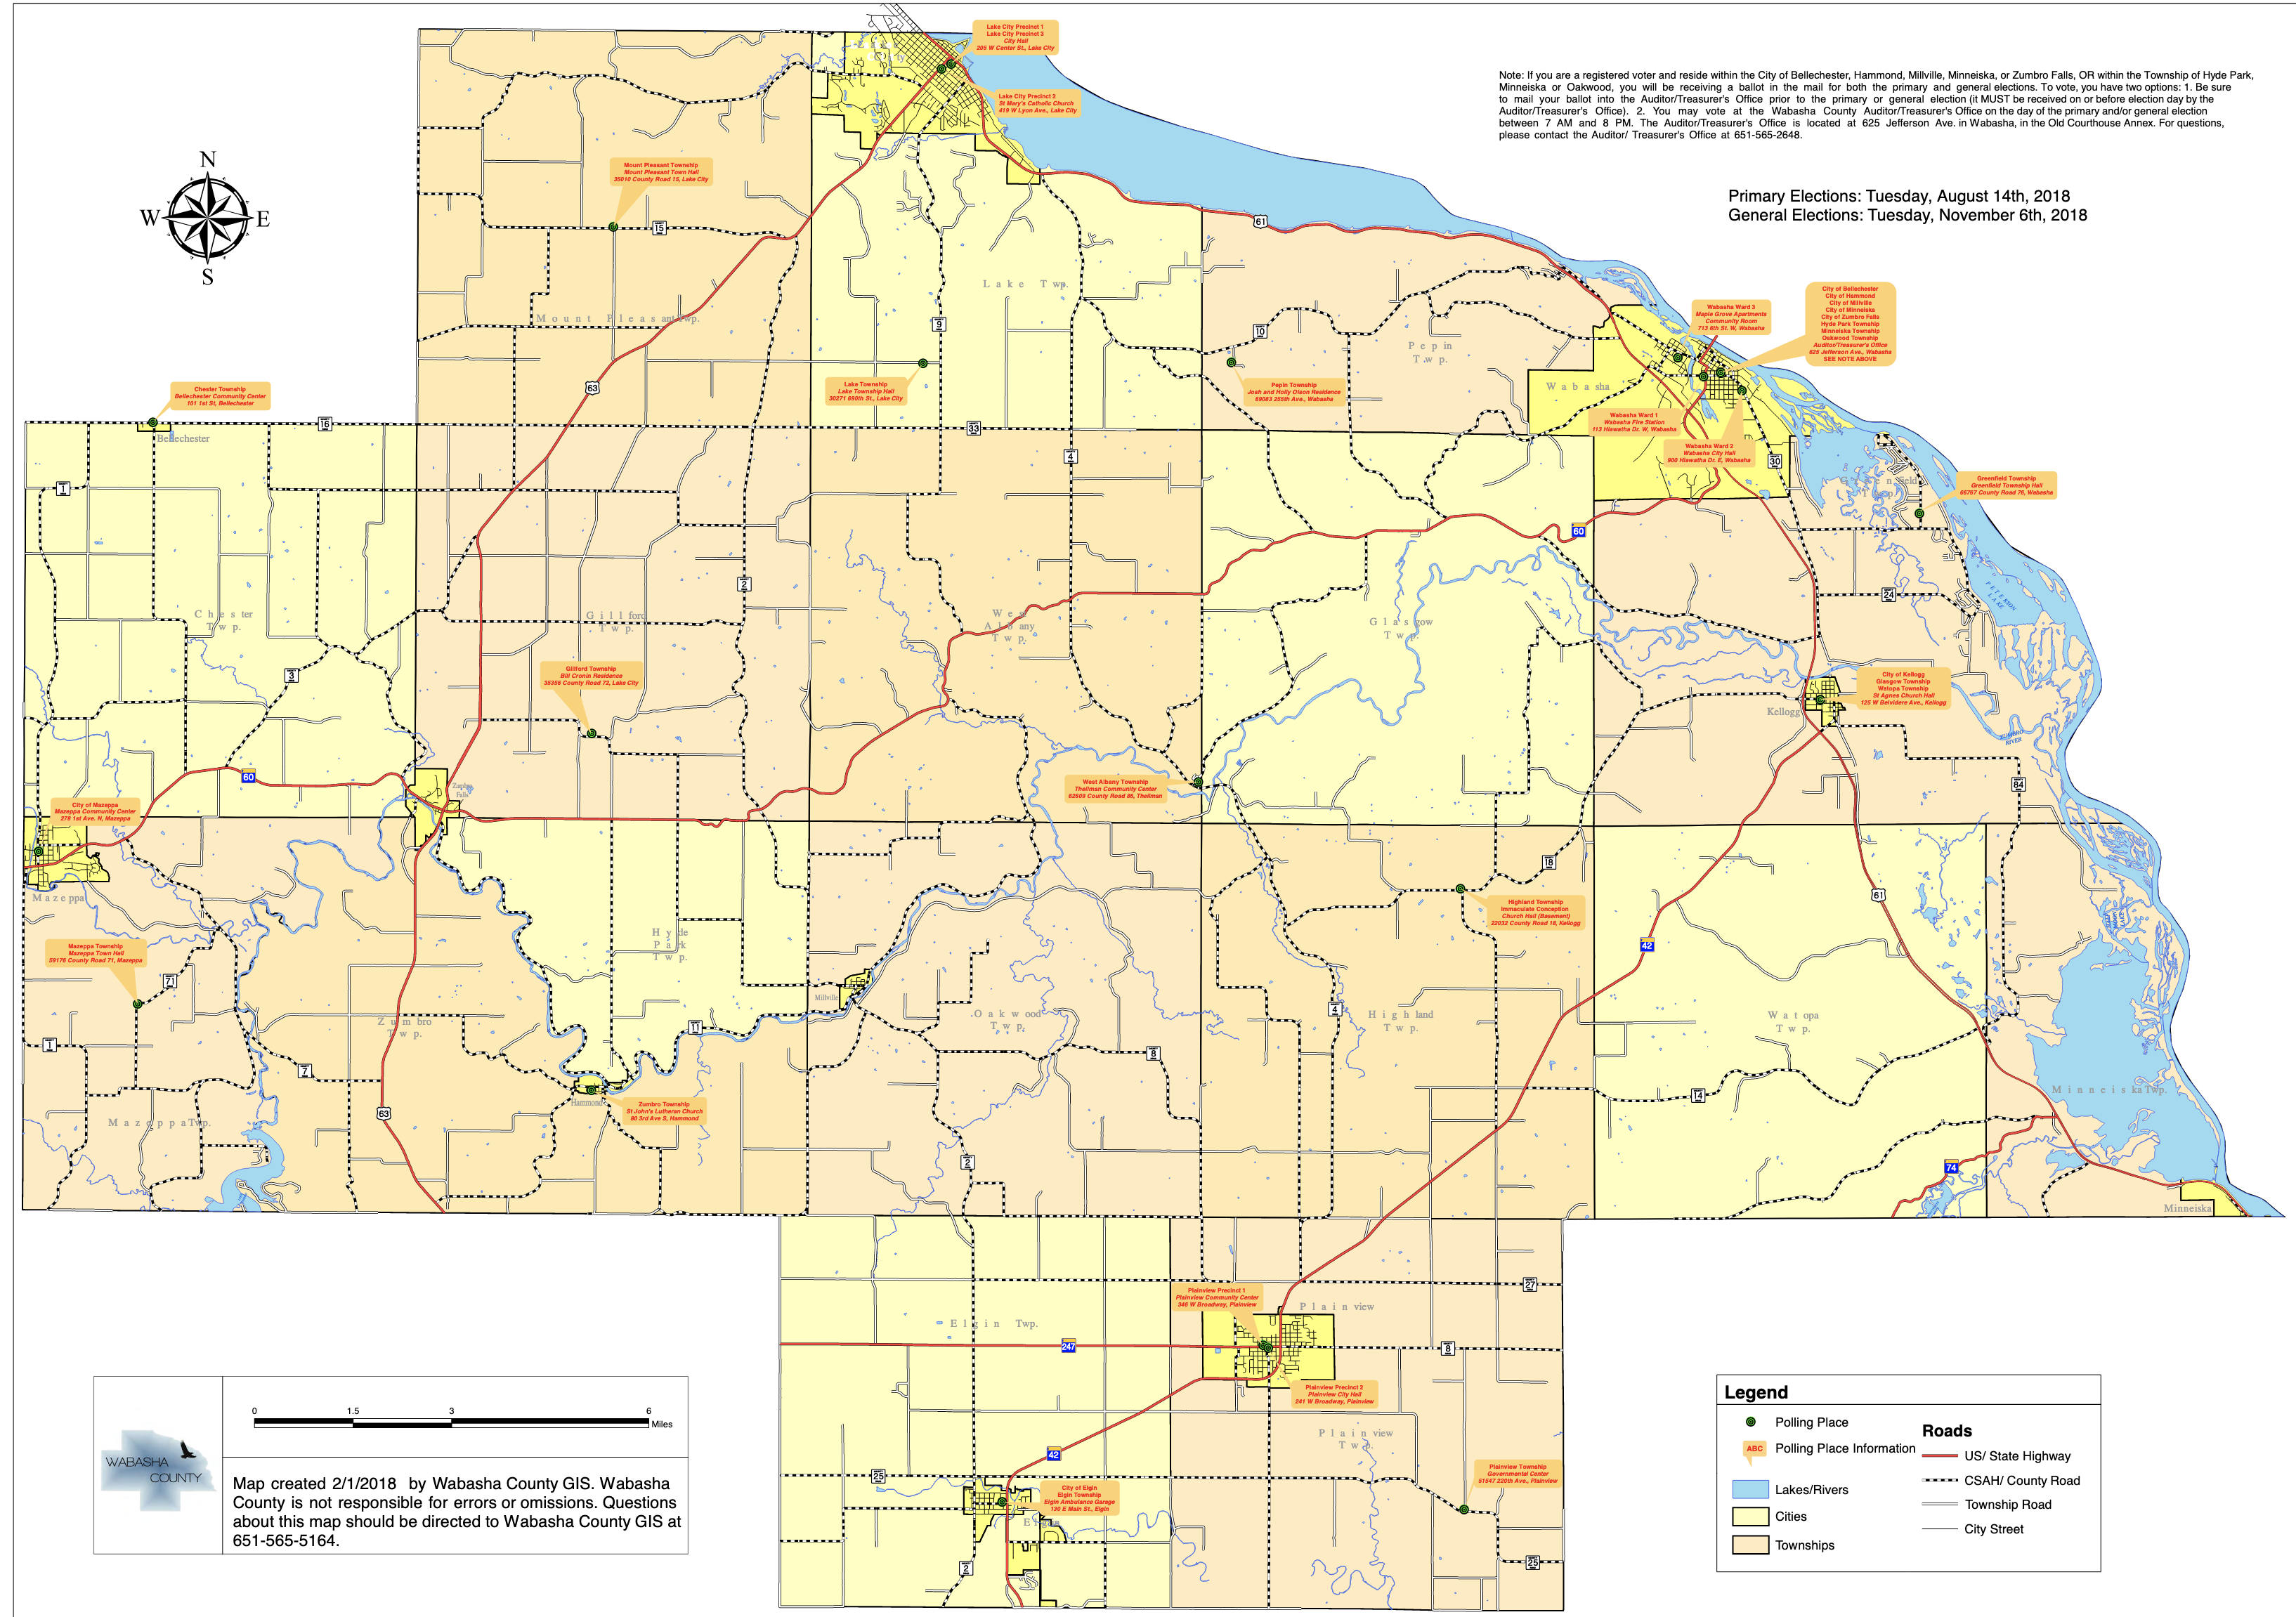 Lake City Precinct 1
Lake City Precinct 3
City Hall
205 W Center St., Lake City
Lake City Precinct 2
St Mary's Catholic Church
419 W Lyon Ave., Lake City
Note: If you are a registered voter and reside within the City of Bellechester, Hammond, Millville, Minneiska, or Zumbro Falls, OR within the Township of Hyde Park,
Minneiska or Oakwood, you will be receiving a ballot in the mail for both the primary and general elections. To vote, you have two options: 1. Be sure
to mail your ballot into the Auditor/Treasurer's Office prior to the primary or general election (it MUST be received on or before election day by the
Auditor/Treasurer's Office). 2. You may vote at the Wabasha County Auditor/Treasurer's Office on the day of the primary and/or general election
between 7 AM and 8 PM. The Auditor/Treasurer's Office is located at 625 Jefferson Ave. in Wabasha, in the Old Courthouse Annex. For questions,
please contact the Auditor/ Treasurer's Office at 651-565-2648.
Primary Elections: Tuesday, August 14th, 2018
General Elections: Tuesday, November 6th, 2018
N
W E
S
Mount Pleasant Township
Mount Pleasant Town Hall
35010 County Road 15, Lake City
15
61
Lake Twp.
Mount Pleasant Twp.
9
10
Pepin
Twp.
63
Wabasha Ward 3
Maple Grove Apartments
Community Room
713 6th St. W, Wabasha
City of Bellechester
City of Hammond
City of Millville
City of Minneiska
City of Zumbro Falls
Hyde Park Township
Minneiska Township
Oakwood Township
Auditor/Treasurer's Office
625 Jefferson Ave., Wabasha
SEE NOTE ABOVE
Lake Township
Lake Township Hall
30271 650th St., Lake City
Pepin Township
Josh and Holly Olson Residence
69083 255th Ave., Wabasha
Wabasha
Chester Township
Bellechester Community Center
101 1st St, Bellechester
Bellechester
16
33
4
Wabasha Ward 1
Wabasha Fire Station
113 Hiawatha Dr. W, Wabasha
Wabasha Ward 2
Wabasha City Hall
900 Hiawatha Dr. E, Wabasha
30
Greenfield
Twp.
Greenfield Township
Greenfield Township Hall
66767 County Road 76, Wabasha
1
60
2
24
Chester
Twp.
Gillford
Twp.
West
Albany
Twp.
Glasgow
Twp.
3
Gillford Township
Bill Cronin Residence
35356 County Road 72, Lake City
City of Kellogg
Glasgow Township
Watopa Township
St Agnes Church Hall
125 W Belvidere Ave., Kellogg
Kellogg
ZUMBRO
RIVER
60
Zumbro
Falls
West Albany Township
Theilman Community Center
62509 County Road 86, Theilman
84
City of Mazeppa
Mazeppa Community Center
278 1st Ave. N, Mazeppa
Mazeppa
18
61
Highland Township
Immaculate Conception
Church Hall (Basement)
22032 County Road 18, Kellogg
42
Mazeppa Township
Mazeppa Town Hall
59178 County Road 71, Mazeppa
71
Hyde
Park
Twp.
Millville
Zumbro
Twp.
11
Oakwood
Twp.
4
Highland
Twp.
Watopa
Twp.
1
7
8
14
Minneiska Twp.
Hammond
Zumbro Township
St John's Lutheran Church
80 3rd Ave S, Hammond
63
Mazeppa Twp.
2
74
Minneiska
27
Plainview Precinct 1
Plainview Community Center
346 W Broadway, Plainview
Plainview
Elgin Twp.
247
8
Plainview Precinct 2
Plainview City Hall
241 W Broadway, Plainview
Plainview
Twp.
42
25
City of Elgin
Elgin Township
Elgin Ambulance Garage
130 E Main St., Elgin
Elgin
Plainview Township
Governmental Center
51547 220th Ave., Plainview
2
25
WABASHA
COUNTY
0 1.5 3 6
Miles
Map created 2/1/2018 by Wabasha County GIS. Wabasha
County is not responsible for errors or omissions. Questions
about this map should be directed to Wabasha County GIS at
651-565-5164.
Legend
Polling Place
ABC Polling Place Information
Lakes/Rivers
Cities
Townships
Roads
US/ State Highway
CSAH/ County Road
Township Road
City Street